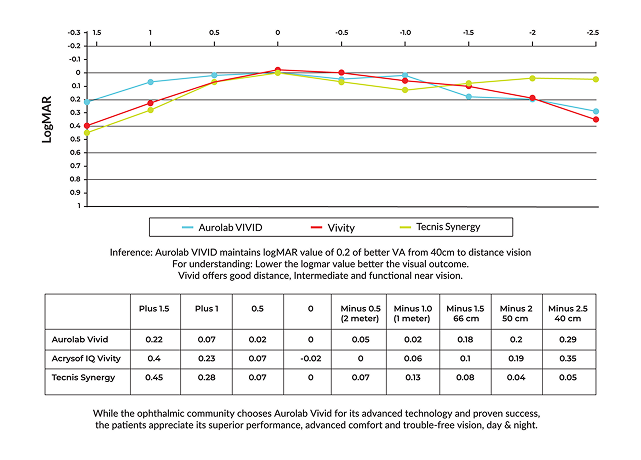 -0.3 1.5 1 0.5 0 -0.5 -1.0 -1.5 -2 -2.5
-0.2
-0.1
0
0.1
0.2
0.3
0.4
0.5
0.6
0.7
0.8
0.9
1
LogMAR
Aurolab VIVID Vivity Tecnis Synergy
Inference: Aurolab VIVID maintains logMAR value of 0.2 of better VA from 40cm to distance vision
For understanding: Lower the logmar value better the visual outcome.
Vivid offers good distance, Intermediate and functional near vision.
Plus 1.5 Plus 1 0.5 0 Minus 0.5 Minus 1.0 Minus 1.5 Minus 2 Minus 2.5
(2 meter) (1 meter) 66 cm 50 cm 40 cm
Aurolab Vivid 0.22 0.07 0.02 0 0.05 0.02 0.18 0.2 0.29
Acrysof IQ Vivity 0.4 0.23 0.07 -0.02 0 0.06 0.1 0.19 0.35
Tecnis Synergy 0.45 0.28 0.07 0 0.07 0.13 0.08 0.04 0.05
While the ophthalmic community chooses Aurolab Vivid for its advanced technology and proven success,
the patients appreciate its superior performance, advanced comfort and trouble-free vision, day & night.